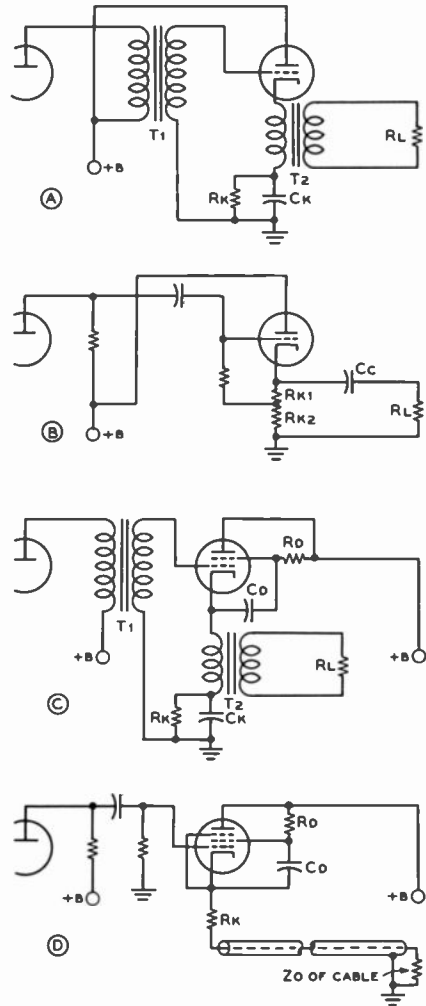 T1
RL
T2
+B
RK
CK
A
CC
RK1
RK2
RL
B
+B
RD
CD
T1
+B
RL
+B
T2
RK
CK
C
RD
CD
+B
+B
RK
D
ZO OF CABLE